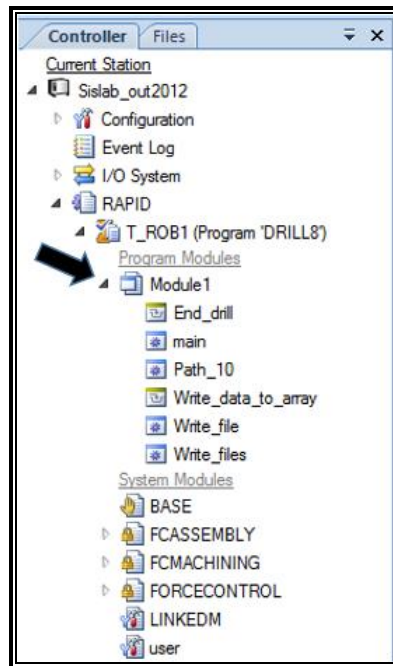 Controller Files
Current Station
Sislab_out2012
Configuration
Event Log
I/O System
RAPID
T_ROB1 (Program 'DRILL8')
Program Modules
Module1
End_drill
main
Path_10
Write_data_to_array
Write_file
Write_files
System Modules
BASE
FCASSEMBLY
FCMACHINING
FORCECONTROL
LINKEDM
user